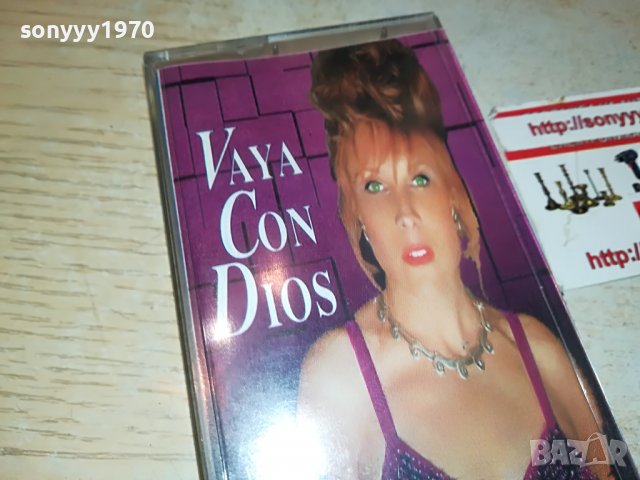 sonyyy1970
VAYA
CON
DIOS
http://sonyyy
http:/
BAZAR